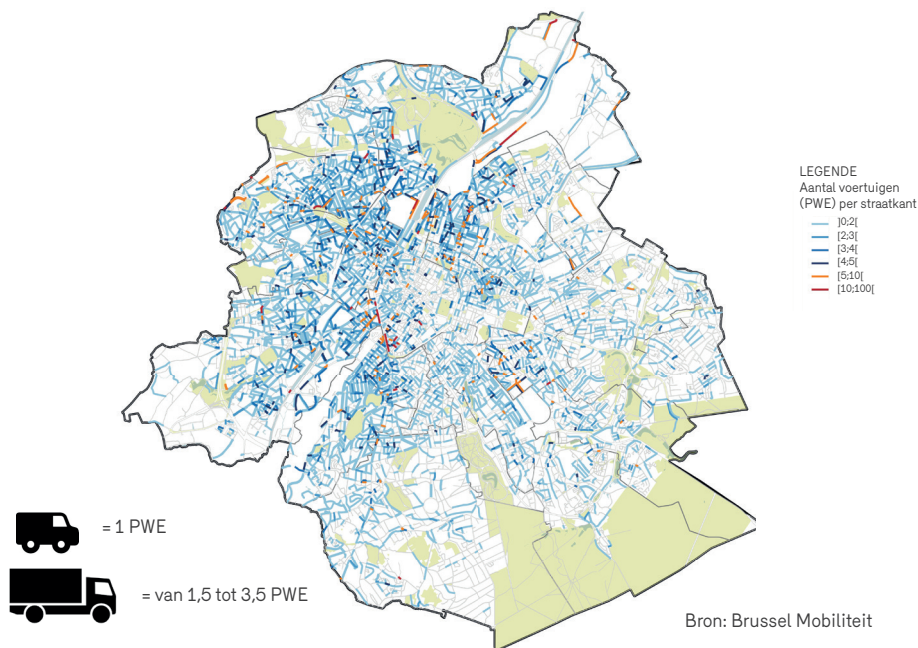 LEGENDE
Aantal voertuigen
(PWE) per straatkant
]0;2[
[2;3[
[3;4[
[4;5[
[5;10[
[10;100[
= 1 PWE
= van 1,5 tot 3,5 PWE
Bron: Brussel Mobiliteit